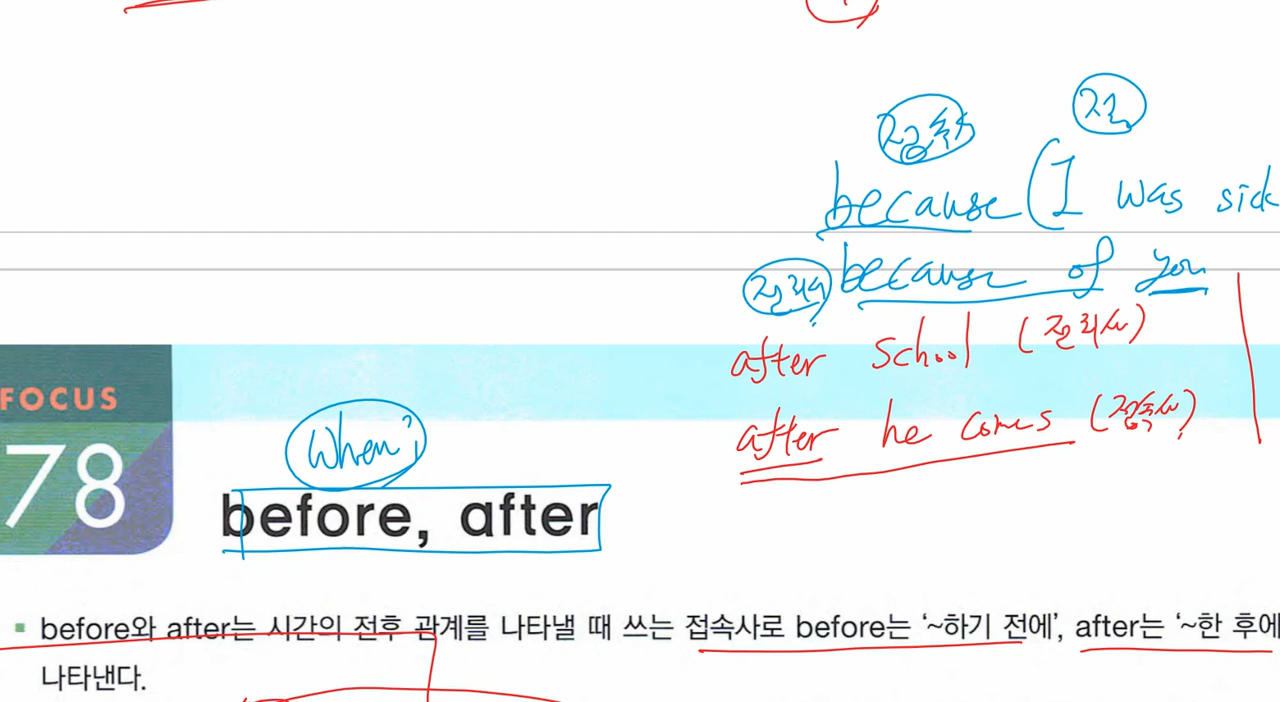 접속사 절
because (I was sick
전치사 because of you
after school (전치사)
after he comes (접속사)
FOCUS
78
When?
before, after
before와 after는 시간의 전후 관계를 나타낼 때 쓰는 접속사로 before는 '~하기 전에', after는 '~한 후에
나타낸다.